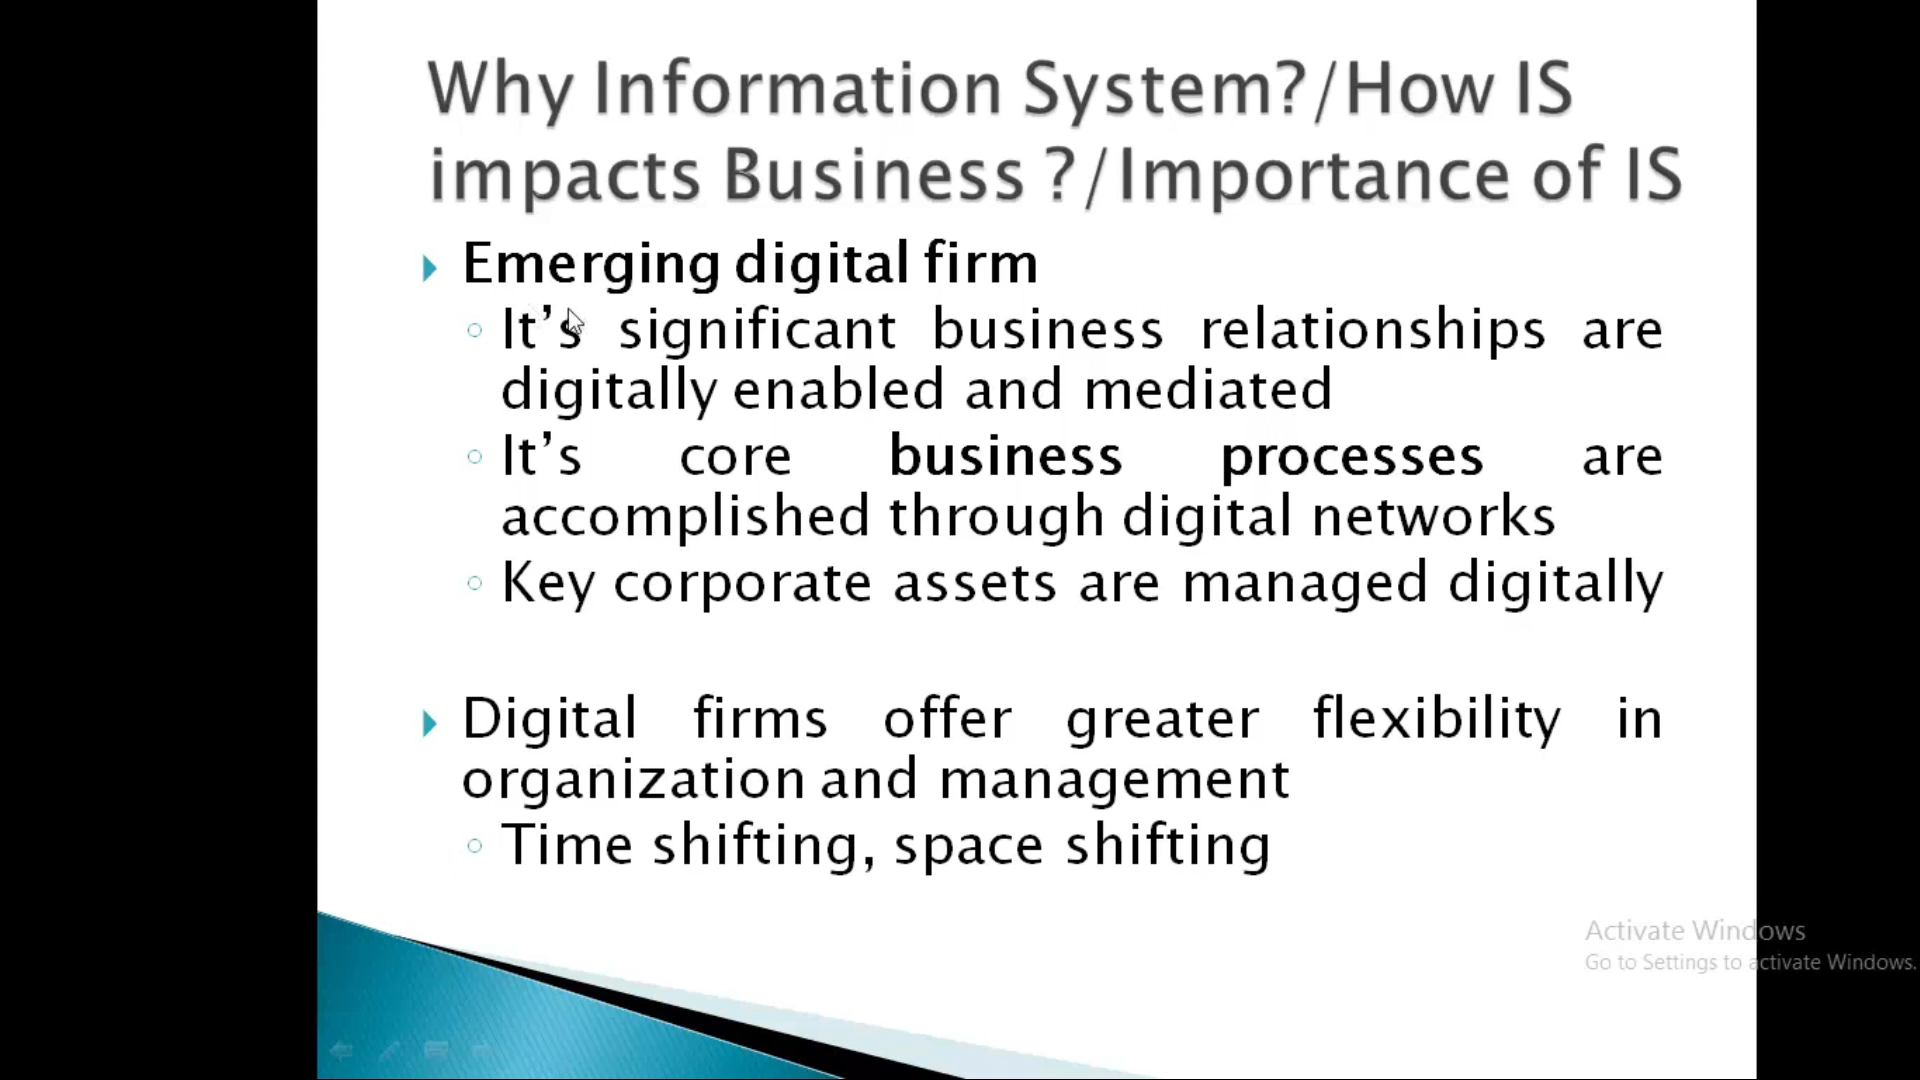 Why Information System?/How IS
impacts Business ?/Importance of IS
Emerging digital firm
It’s significant business relationships are
digitally enabled and mediated
It’s core business processes are
accomplished through digital networks
Key corporate assets are managed digitally
Digital firms offer greater flexibility in
organization and management
Time shifting, space shifting
Activate Windows
Go to Settings to activate Windows.